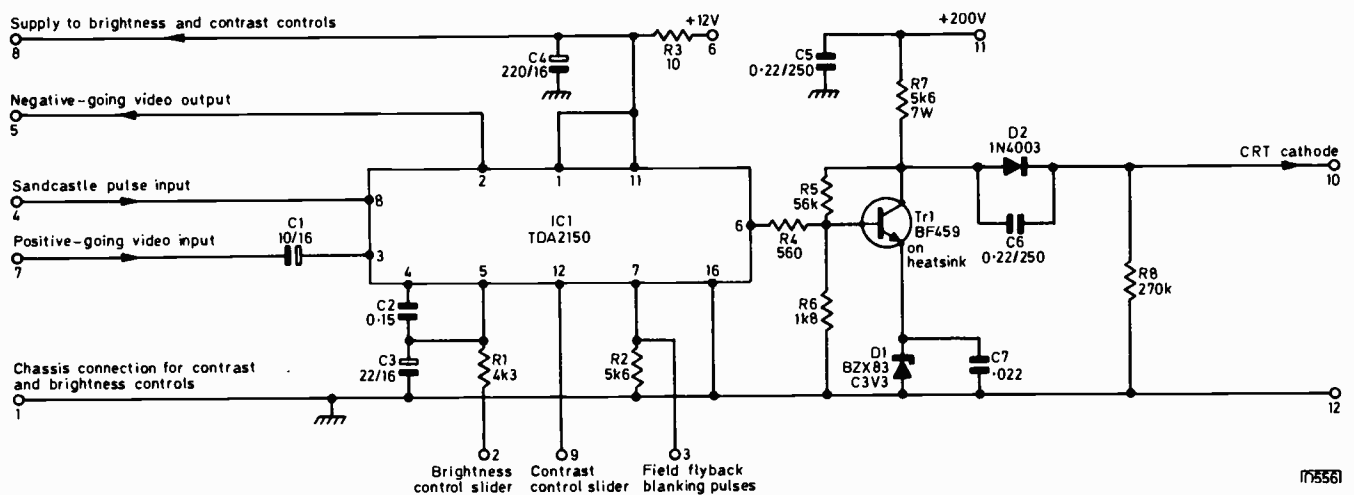 Supply to brightness and contrast controls
8
+12V
6
R3
10
C4
220/16
+200V
11
C5
0·22/250
R7
5k6
7W
Negative-going video output
5
D2
1N4003
CRT cathode
10
2
1
11
Sandcastle pulse input
4
8
IC1
TDA2150
6
R5
56k
Tr1
BF459
on
heatsink
C6
0·22/250
Positive-going video input
7
C1
10/16
3
R4
560
4
5
12
7
16
R8
270k
C2
0·15
R6
1k8
C3
22/16
R1
4k3
R2
5k6
D1
BZX83
C3V3
C7
·022
Chassis connection for contrast
and brightness controls
1
12
2
9
3
Brightness
control slider
Contrast
control slider
Field flyback
blanking pulses